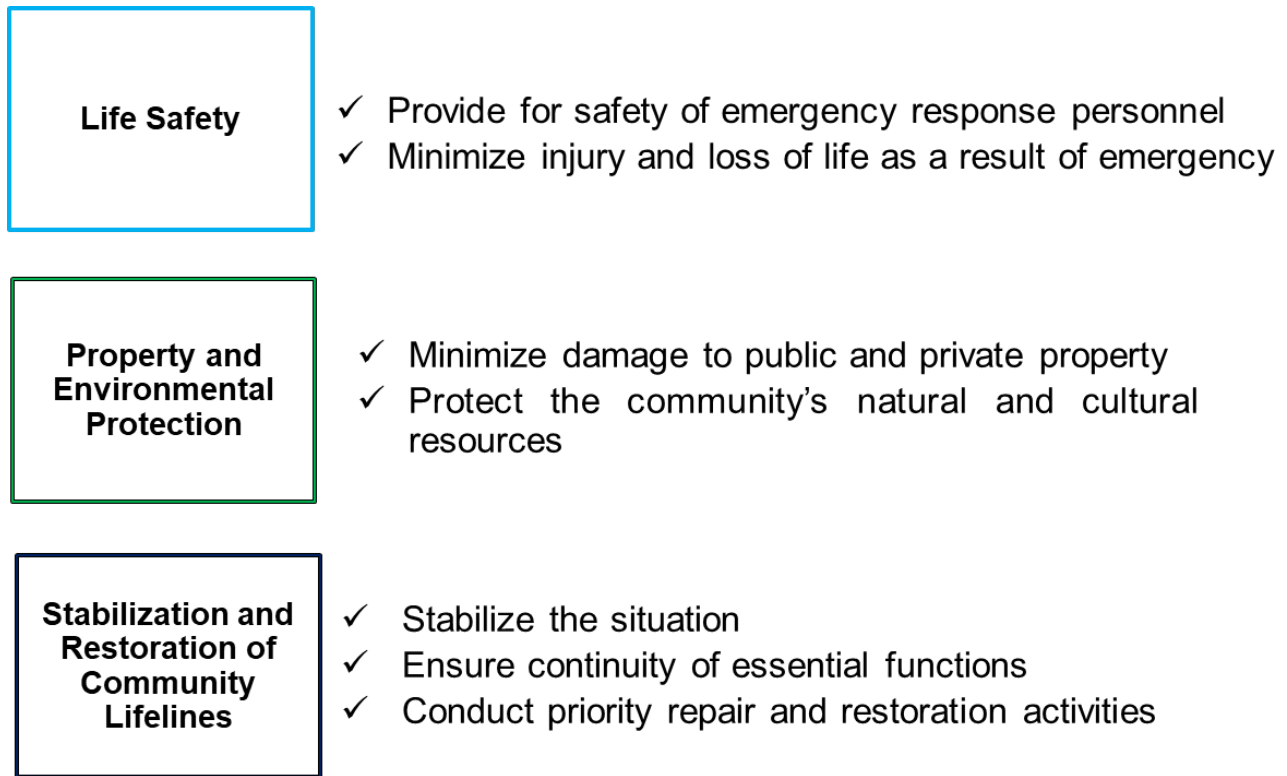 Life Safety
✓ Provide for safety of emergency response personnel
✓ Minimize injury and loss of life as a result of emergency
Property and
Environmental
Protection
✓ Minimize damage to public and private property
✓ Protect the community’s natural and cultural
resources
Stabilization and
Restoration of
Community
Lifelines
✓ Stabilize the situation
✓ Ensure continuity of essential functions
✓ Conduct priority repair and restoration activities